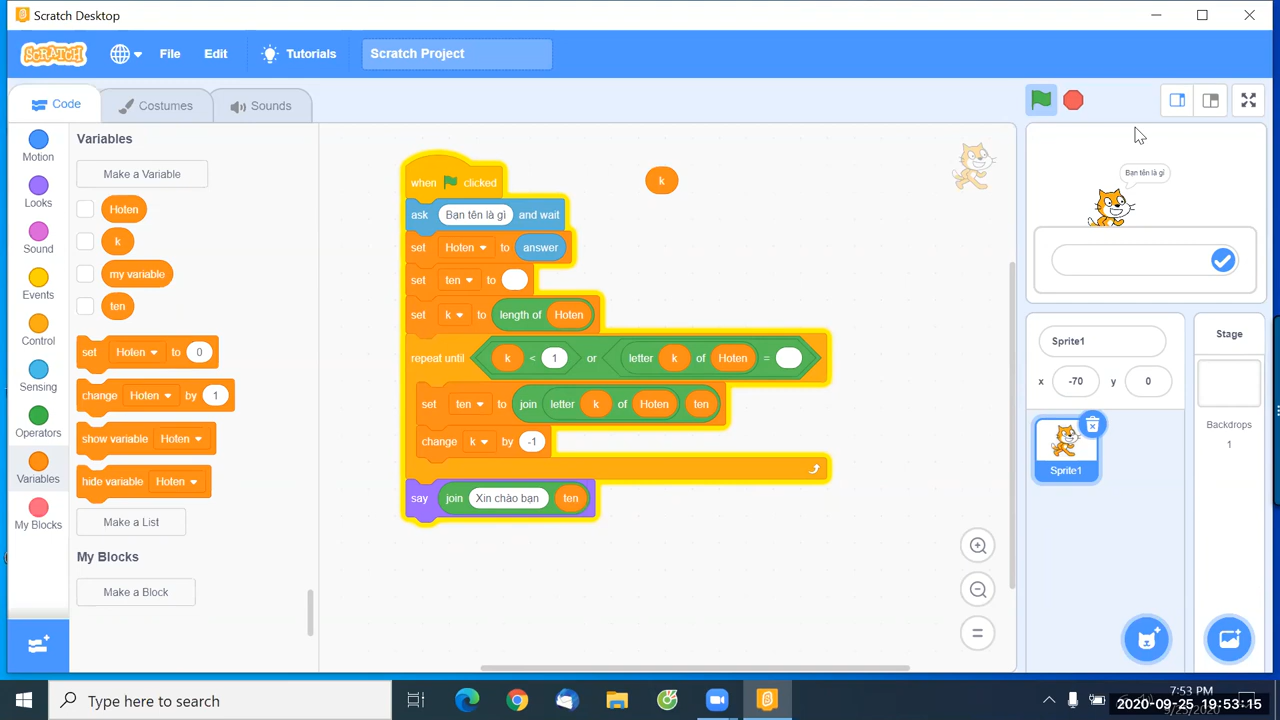 Scratch Desktop
SCRATCH File Edit Tutorials Scratch Project
Code Costumes Sounds
Motion
Looks
Sound
Events
Control
Sensing
Operators
Variables
My Blocks
Variables
Make a Variable
Hoten
k
my variable
ten
set Hoten to 0
change Hoten by 1
show variable Hoten
hide variable Hoten
Make a List
My Blocks
Make a Block
when clicked
ask Bạn tên là gì and wait
set Hoten to answer
set ten to
set k to length of Hoten
repeat until k < 1 or letter k of Hoten =
set ten to join letter k of Hoten ten
change k by -1
say join Xin chào bạn ten
k
Bạn tên là gì
Sprite1
x -70 y 0
Sprite1
Stage
Backdrops
1
Type here to search
7:53 PM
2020-09-25 19:53:15